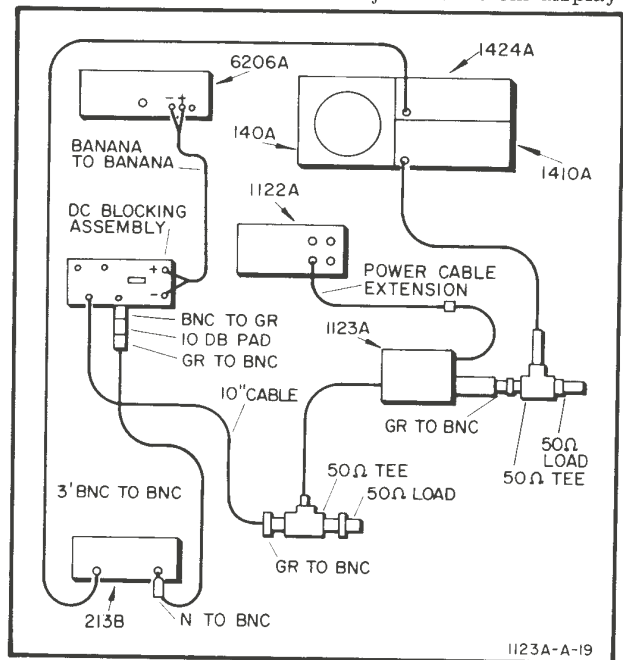 6206A
1424A
140A
BANANA
TO BANANA
1410A
1122A
DC BLOCKING
ASSEMBLY
+
-
- +
POWER CABLE
EXTENSION
BNC TO GR
10 DB PAD
GR TO BNC
1123A
10" CABLE
GR TO BNC
50Ω
LOAD
50Ω TEE
3' BNC TO BNC
50Ω TEE
50Ω LOAD
GR TO BNC
213B
N TO BNC
1123A-A-19